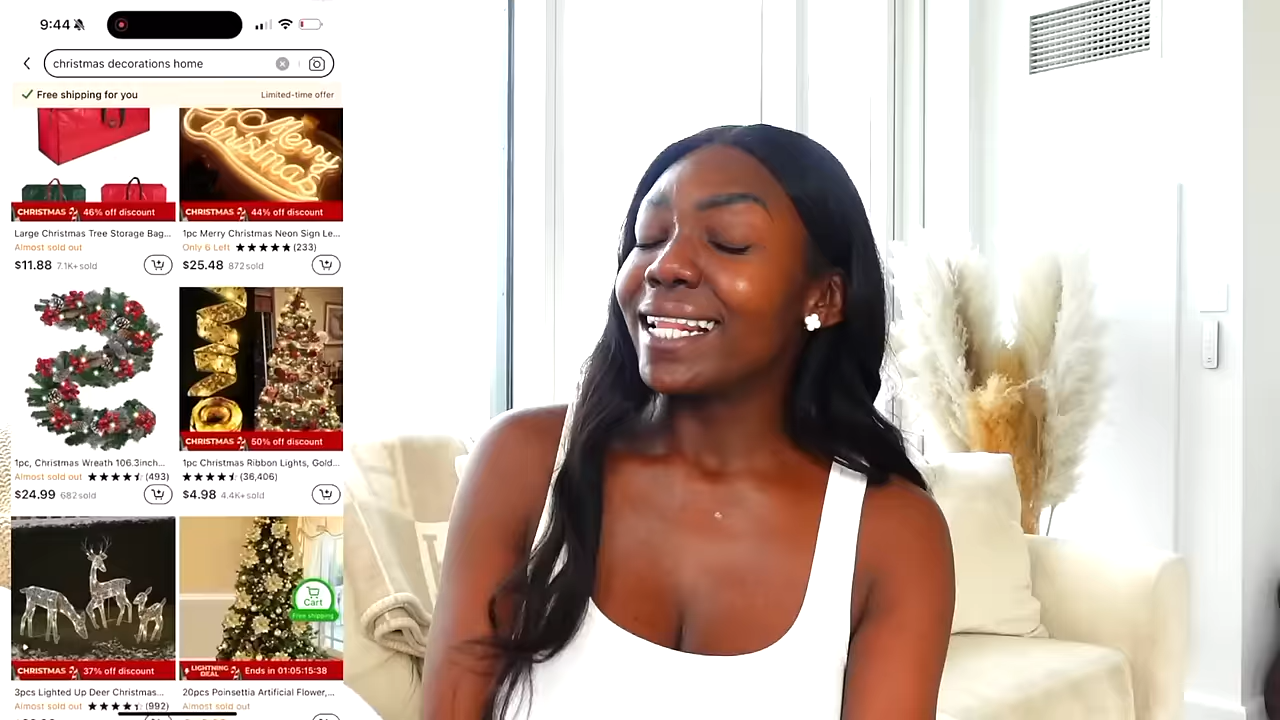 9:44
christmas decorations home
Free shipping for you
Limited-time offer
Merry
Christmas
CHRISTMAS 46% off discount
CHRISTMAS 44% off discount
Large Christmas Tree Storage Bag...
1pc Merry Christmas Neon Sign Le...
Almost sold out
Only 6 Left ★★★★★ (233)
$11.88 7.1K+sold
$25.48 872sold
CHRISTMAS 50% off discount
1pc, Christmas Wreath 106.3inch...
1pc Christmas Ribbon Lights, Gold...
Almost sold out (493)
(36,406)
$24.99 682sold
$4.98 4.4K+sold
Cart
Free shipping
CHRISTMAS 37% off discount
LIGHTNING DEAL Ends in 01:05:15:38
3pcs Lighted Up Deer Christmas...
20pcs Poinsettia Artificial Flower,...
Almost sold out (992)
Almost sold out